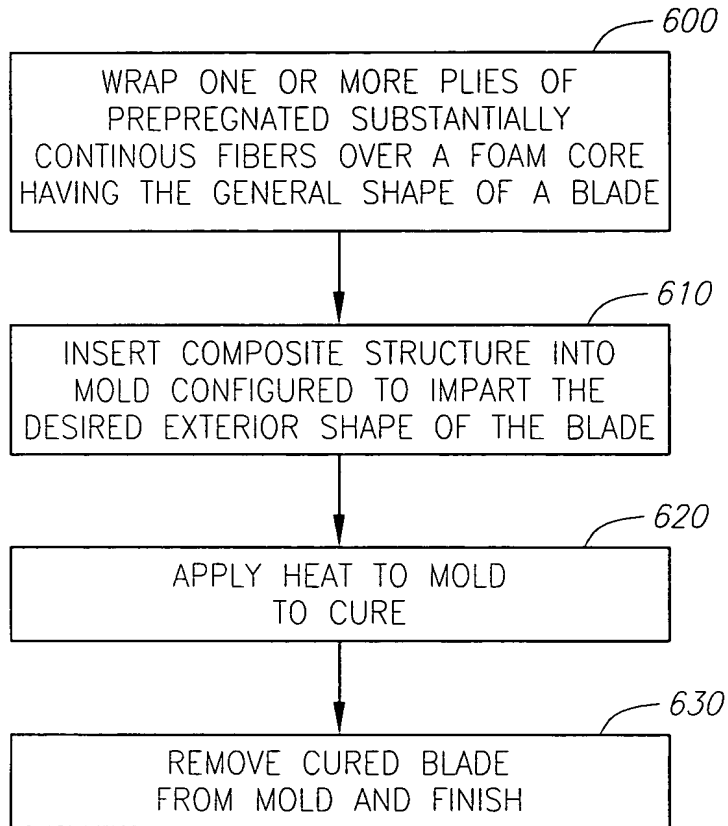 600
WRAP ONE OR MORE PLIES OF
PREPREGNATED SUBSTANTIALLY
CONTINOUS FIBERS OVER A FOAM CORE
HAVING THE GENERAL SHAPE OF A BLADE
610
INSERT COMPOSITE STRUCTURE INTO
MOLD CONFIGURED TO IMPART THE
DESIRED EXTERIOR SHAPE OF THE BLADE
620
APPLY HEAT TO MOLD
TO CURE
630
REMOVE CURED BLADE
FROM MOLD AND FINISH